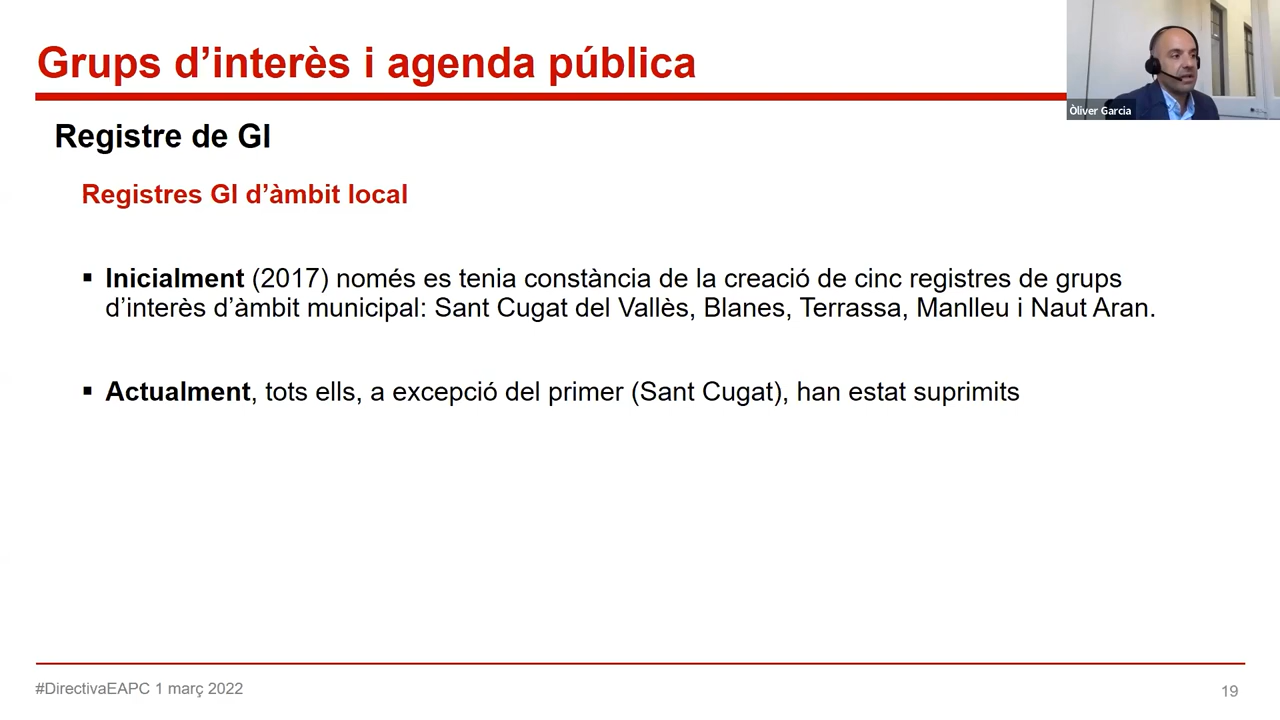 Grups d’interès i agenda pública
Òliver Garcia
Registre de GI
Registres GI d’àmbit local
▪ Inicialment (2017) només es tenia constància de la creació de cinc registres de grups
d’interès d’àmbit municipal: Sant Cugat del Vallès, Blanes, Terrassa, Manlleu i Naut Aran.
▪ Actualment, tots ells, a excepció del primer (Sant Cugat), han estat suprimits
#DirectivaEAPC 1 març 2022
19